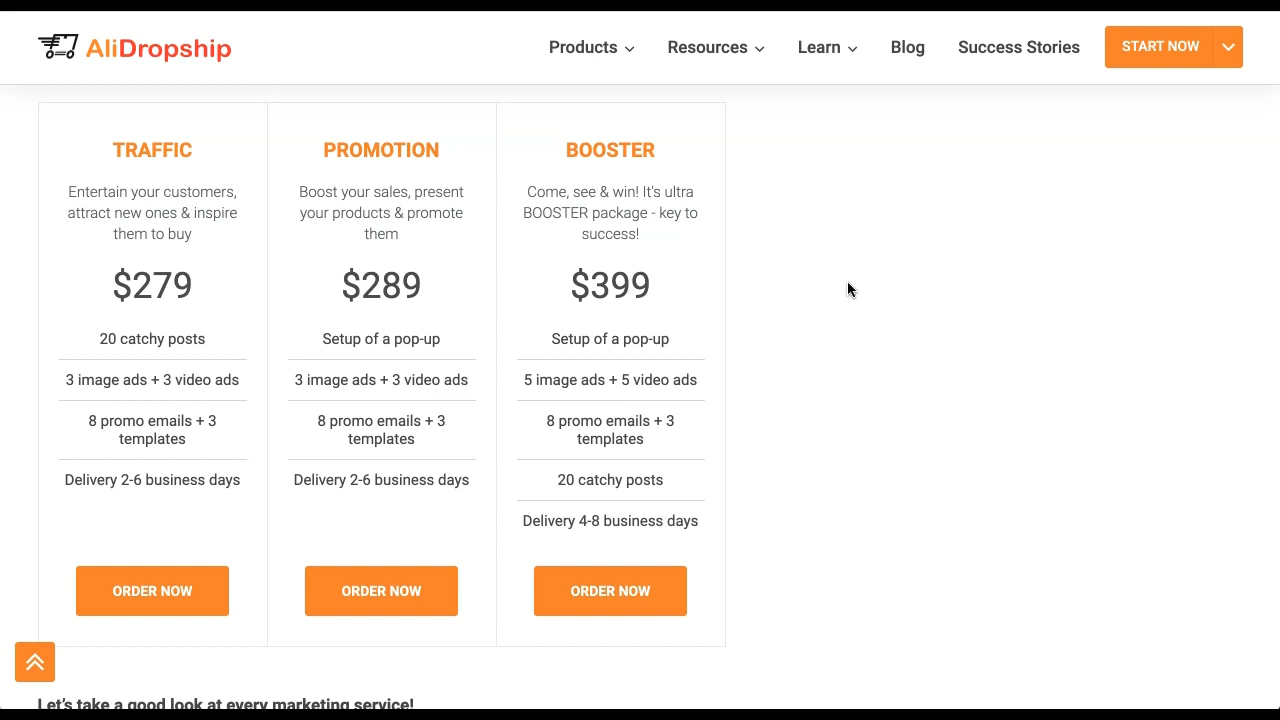 AliDropship
Products
Resources
Learn
Blog
Success Stories
START NOW
TRAFFIC
Entertain your customers,
attract new ones & inspire
them to buy
$279
20 catchy posts
3 image ads + 3 video ads
8 promo emails + 3
templates
Delivery 2-6 business days
ORDER NOW
PROMOTION
Boost your sales, present
your products & promote
them
$289
Setup of a pop-up
3 image ads + 3 video ads
8 promo emails + 3
templates
Delivery 2-6 business days
ORDER NOW
BOOSTER
Come, see & win! It's ultra
BOOSTER package - key to
success!
$399
Setup of a pop-up
5 image ads + 5 video ads
8 promo emails + 3
templates
20 catchy posts
Delivery 4-8 business days
ORDER NOW
Let's take a good look at every marketing service!